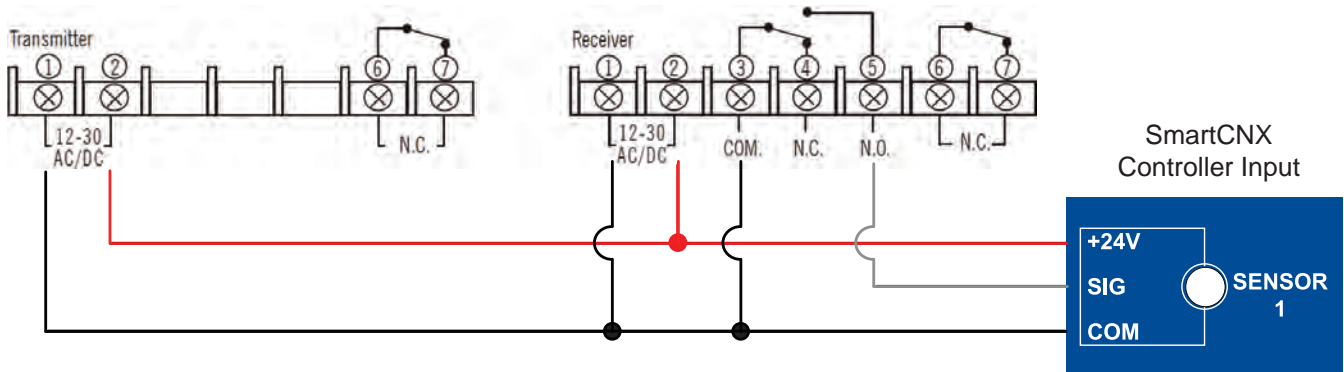 Transmitter
1 2 6 7
12-30
AC/DC
N.C.
Receiver
1 2 3 4 5 6 7
12-30
AC/DC
COM. N.C. N.O. N.C.
SmartCNX
Controller Input
+24V
SIG
COM
SENSOR
1